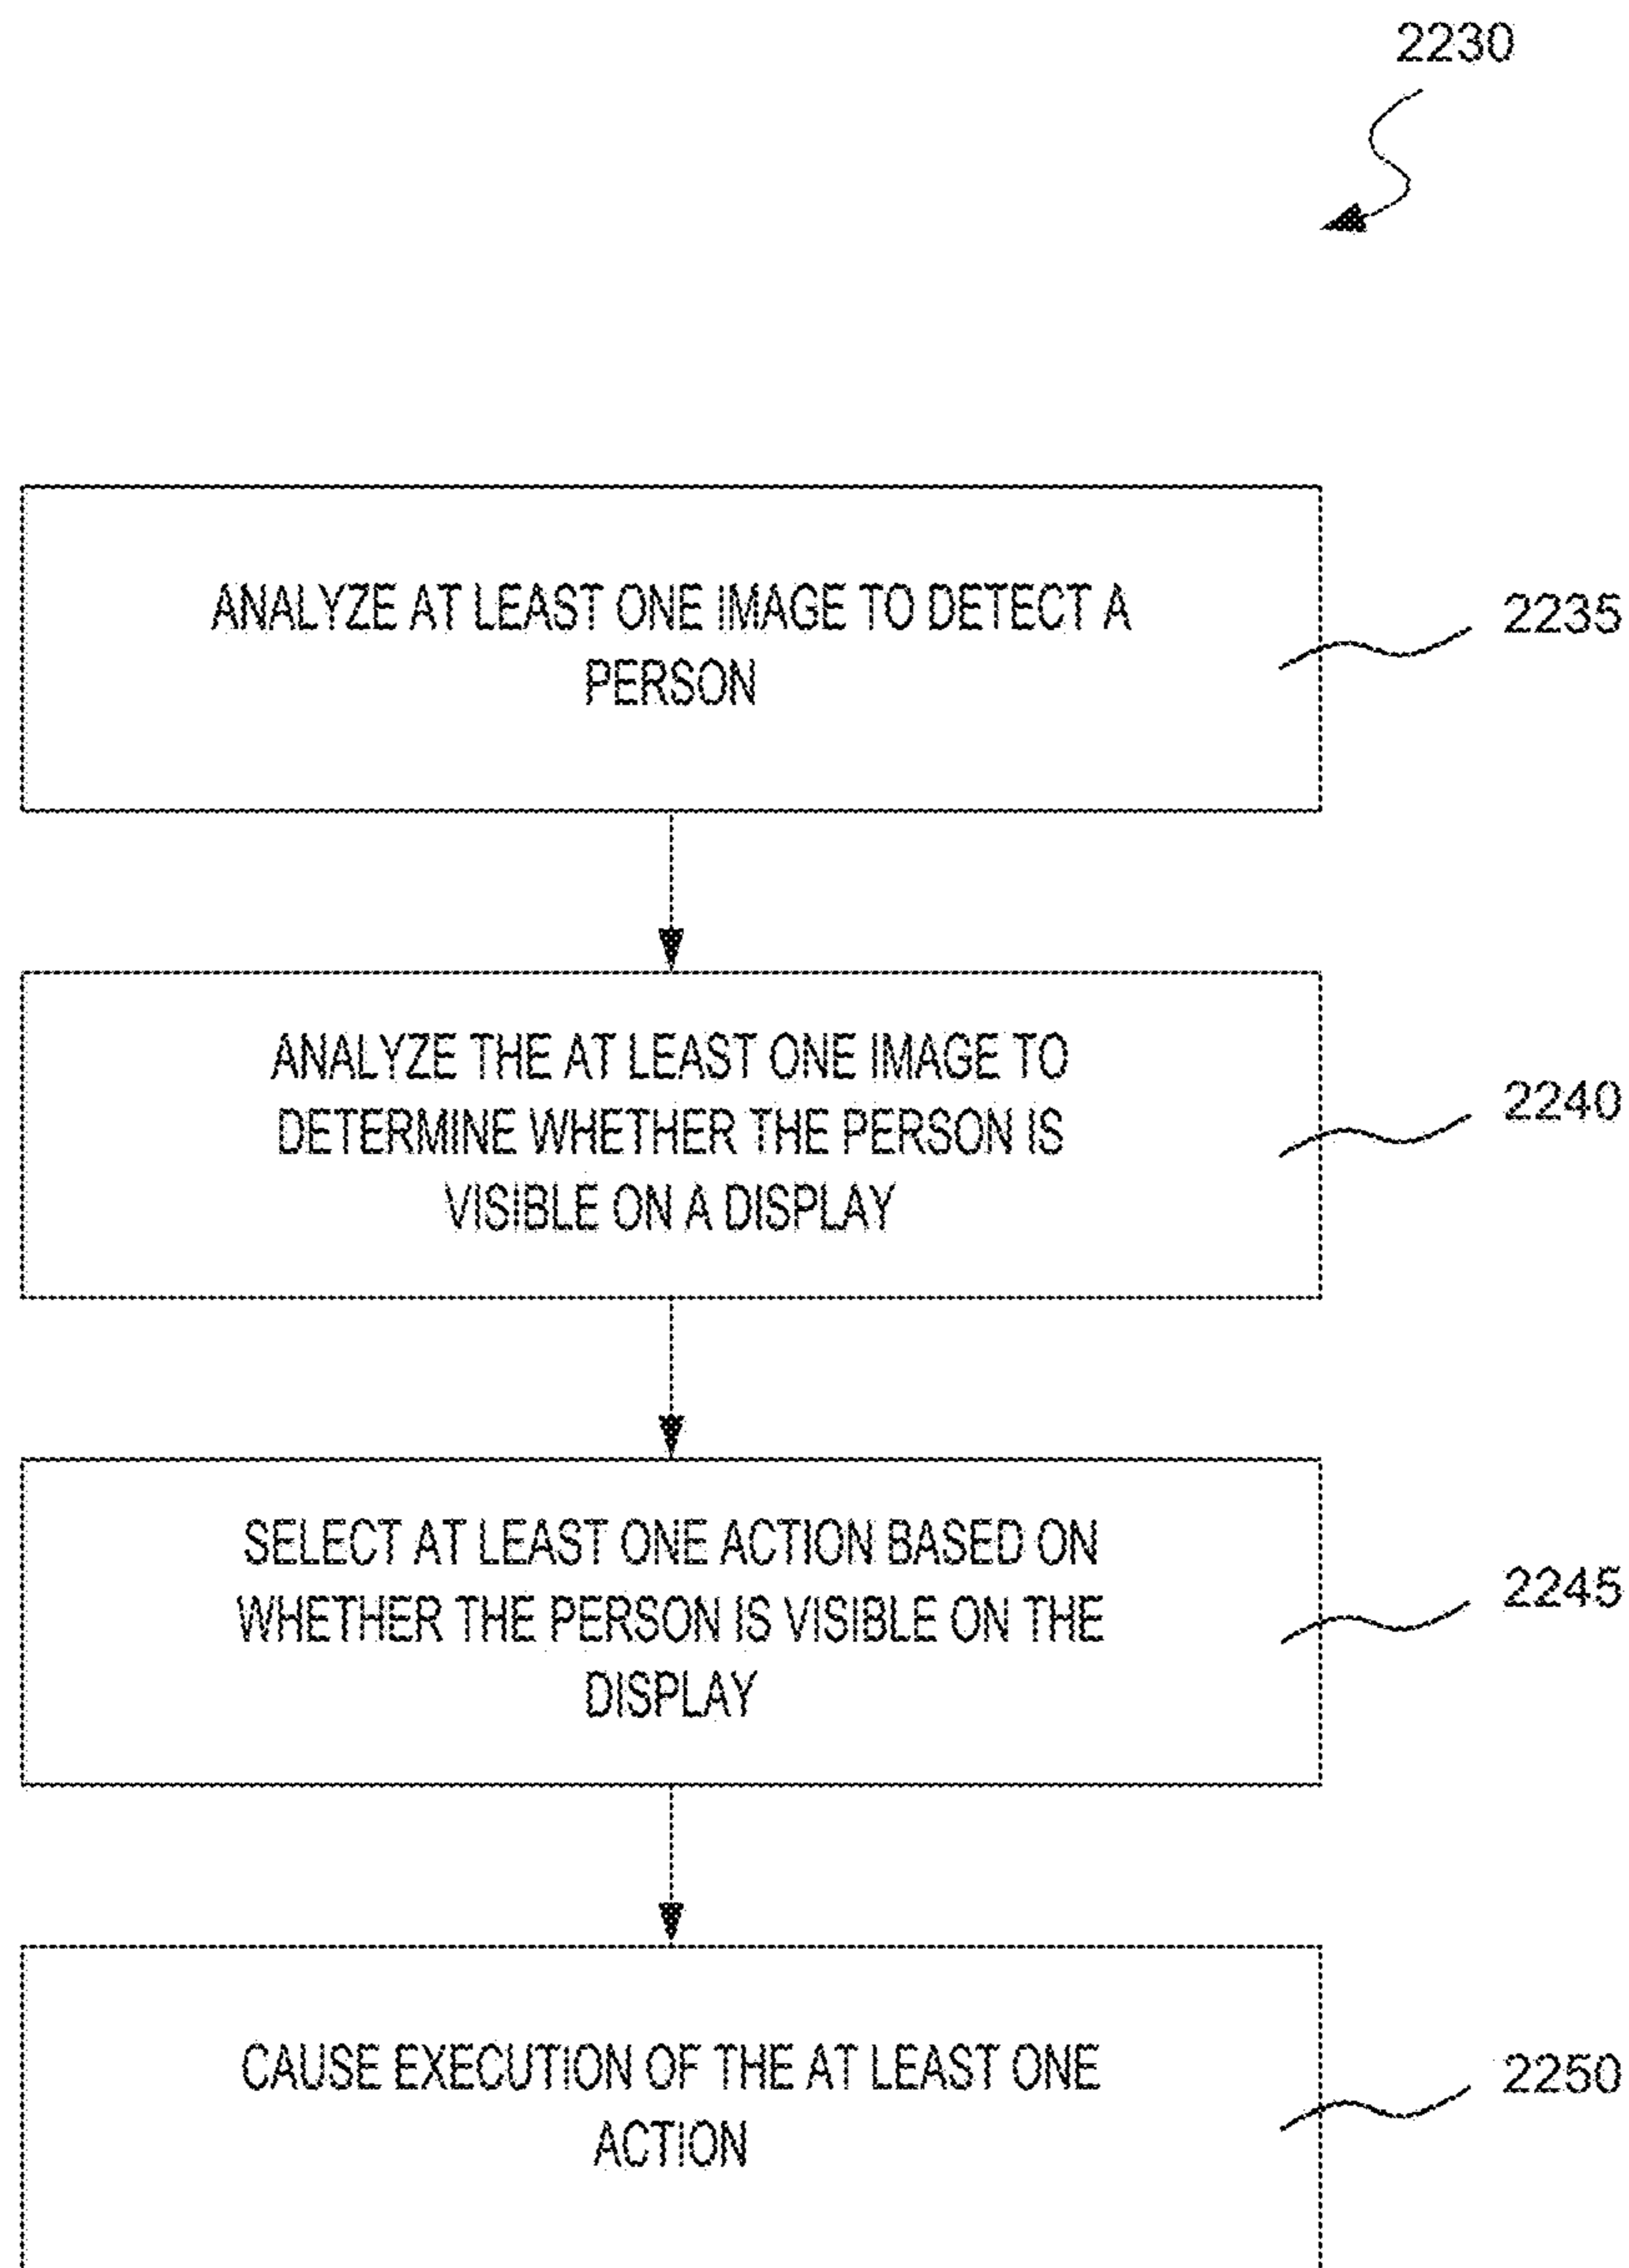 2230
ANALYZE AT LEAST ONE IMAGE TO DETECT A
PERSON
2235
ANALYZE THE AT LEAST ONE IMAGE TO
DETERMINE WHETHER THE PERSON IS
VISIBLE ON A DISPLAY
2240
SELECT AT LEAST ONE ACTION BASED ON
WHETHER THE PERSON IS VISIBLE ON THE
DISPLAY
2245
CAUSE EXECUTION OF THE AT LEAST ONE
ACTION
2250